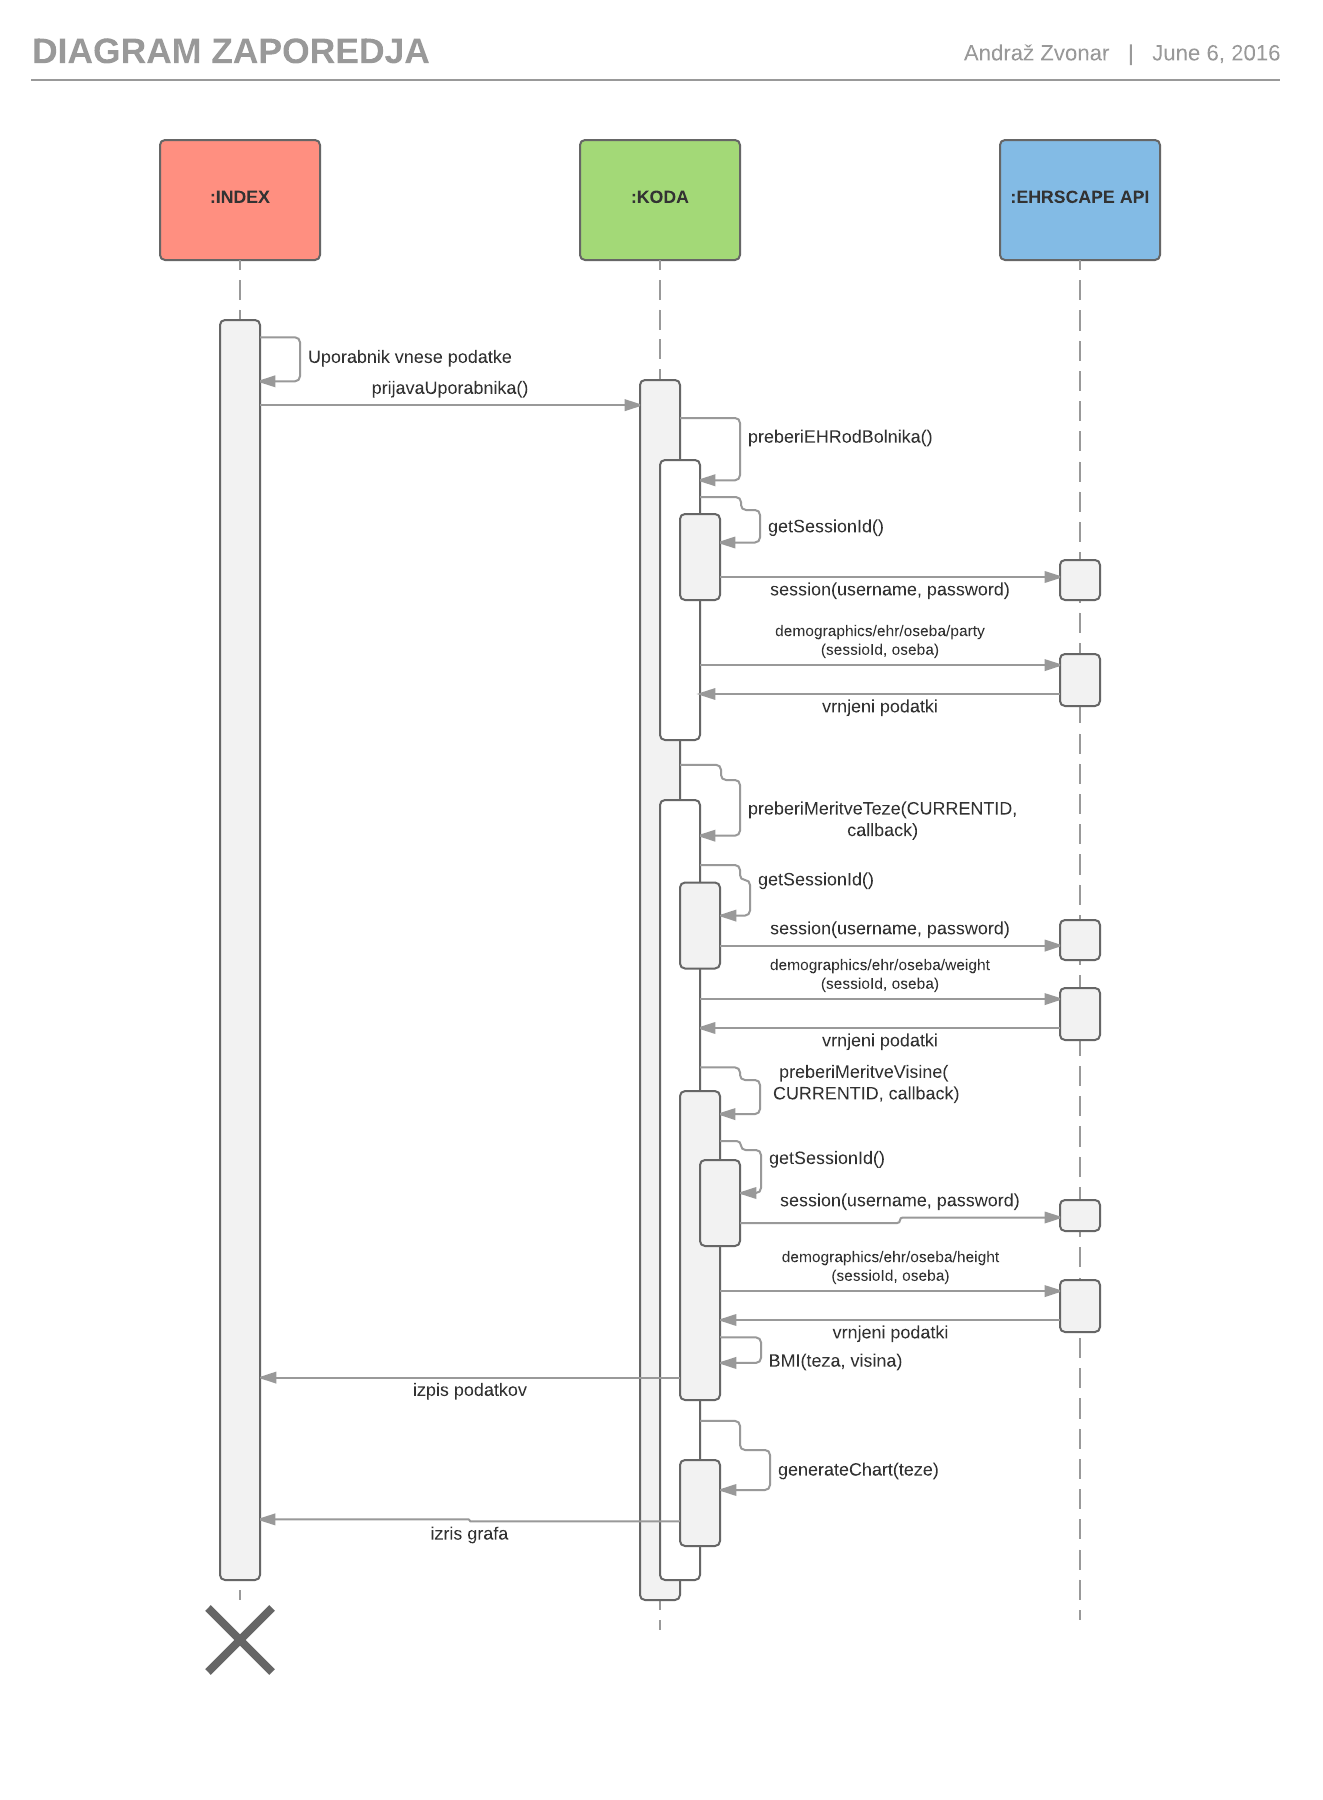 DIAGRAM ZAPOREDJA
Andraž Zvonar | June 6, 2016
:INDEX
:KODA
:EHRSCAPE API
Uporabnik vnese podatke
prijavaUporabnika()
preberiEHRodBolnika()
getSessionId()
session(username, password)
demographics/ehr/oseba/party
(sessioId, oseba)
vrnjeni podatki
preberiMeritveTeze(CURRENTID,
callback)
getSessionId()
session(username, password)
demographics/ehr/oseba/weight
(sessioId, oseba)
vrnjeni podatki
preberiMeritveVisine(
CURRENTID, callback)
getSessionId()
session(username, password)
demographics/ehr/oseba/height
(sessioId, oseba)
vrnjeni podatki
BMI(teza, visina)
izpis podatkov
generateChart(teze)
izris grafa